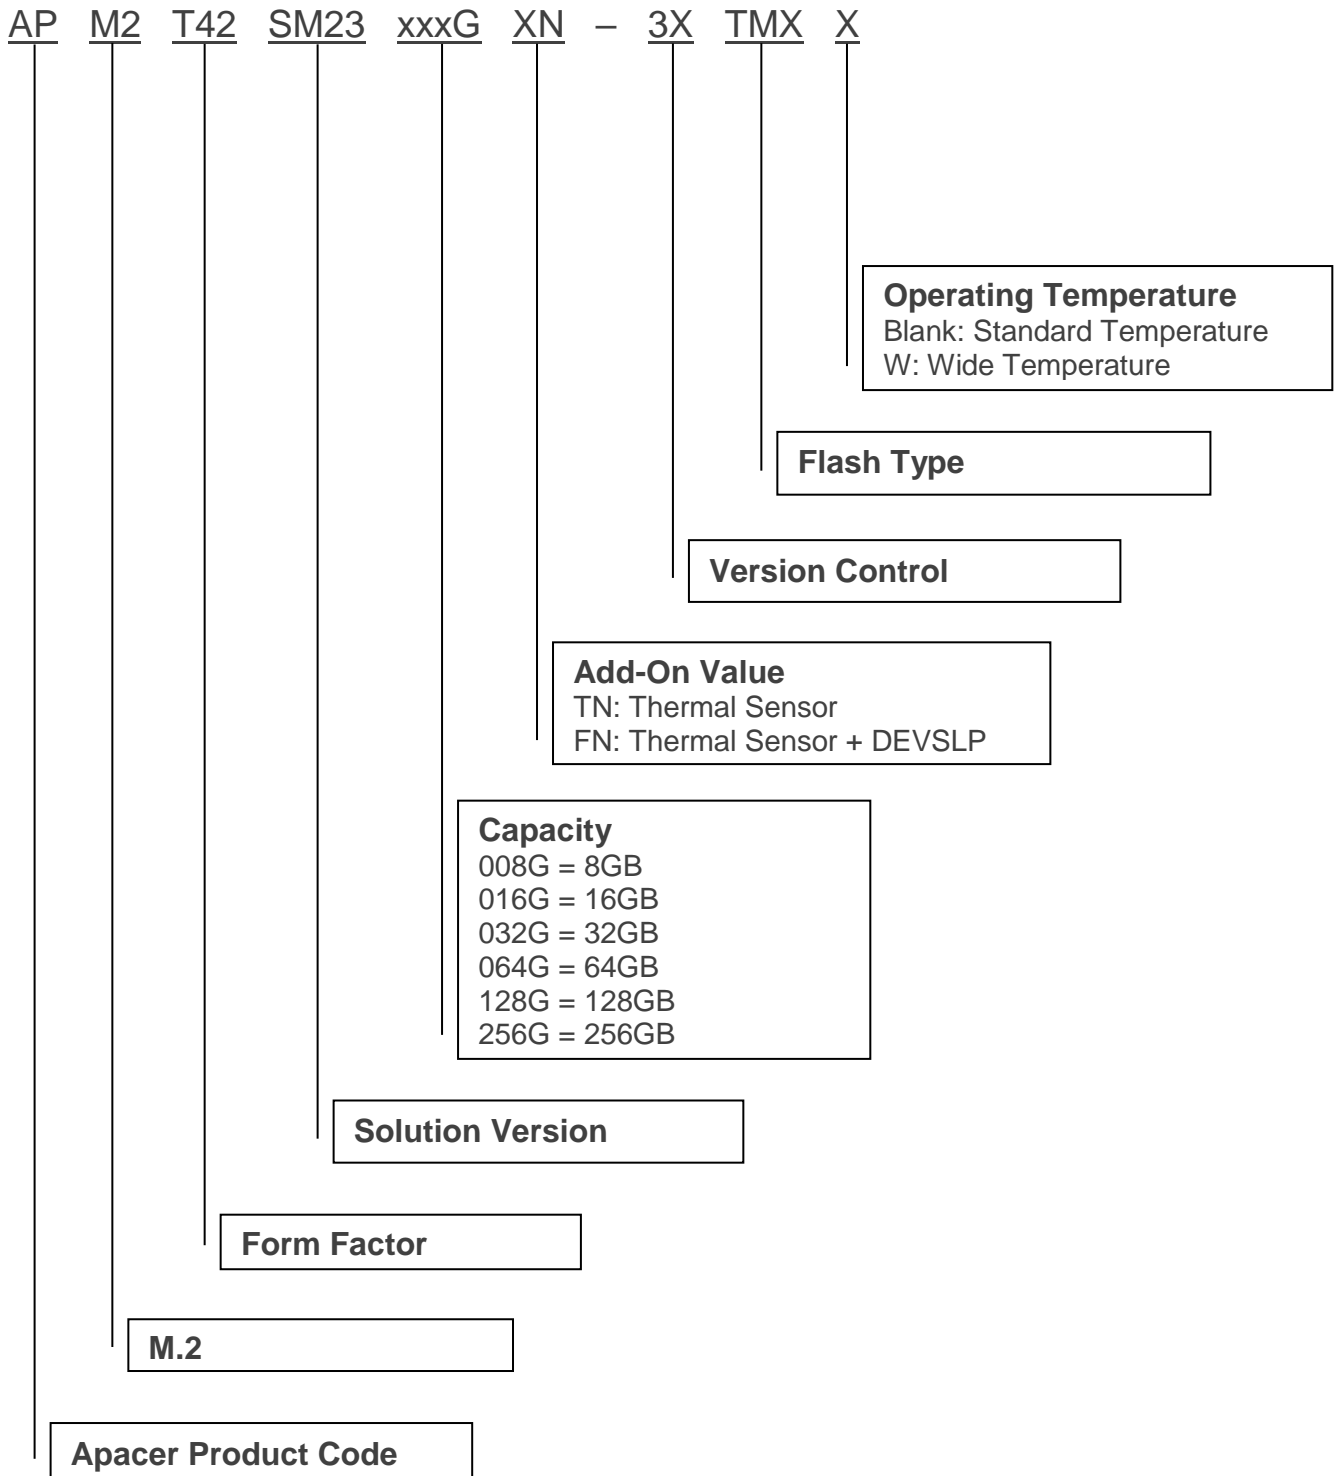 AP M2 T42 SM23 xxxG XN – 3X TMX X
Operating Temperature
Blank: Standard Temperature
W: Wide Temperature
Flash Type
Version Control
Add-On Value
TN: Thermal Sensor
FN: Thermal Sensor + DEVSLP
Capacity
008G = 8GB
016G = 16GB
032G = 32GB
064G = 64GB
128G = 128GB
256G = 256GB
Solution Version
Form Factor
M.2
Apacer Product Code